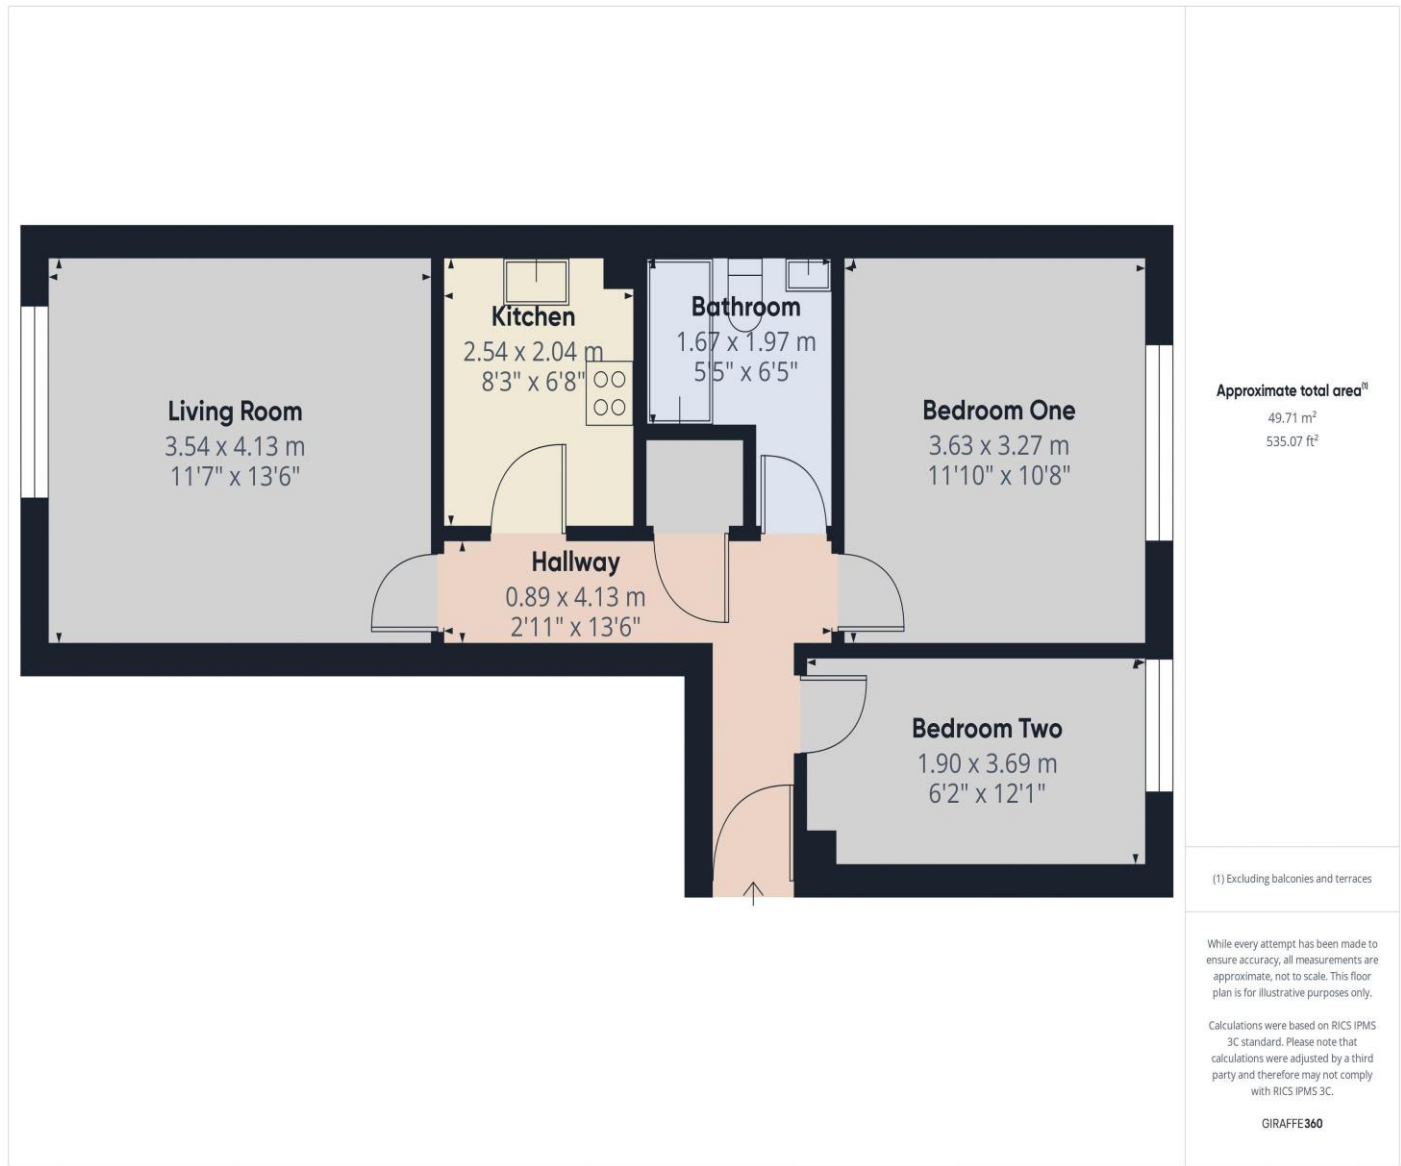 Living Room
3.54 x 4.13 m
11'7" x 13'6"
Kitchen
2.54 x 2.04 m
8'3" x 6'8"
Bathroom
1.67 x 1.97 m
5'5" x 6'5"
Bedroom One
3.63 x 3.27 m
11'10" x 10'8"
Hallway
0.89 x 4.13 m
2'11" x 13'6"
Bedroom Two
1.90 x 3.69 m
6'2" x 12'1"
Approximate total area(1)
49.71 m²
535.07 ft²
(1) Excluding balconies and terraces
While every attempt has been made to
ensure accuracy, all measurements are
approximate, not to scale. This floor
plan is for illustrative purposes only.
Calculations were based on RICS IPMS
3C standard. Please note that
calculations were adjusted by a third
party and therefore may not comply
with RICS IPMS 3C.
GIRAFFE360